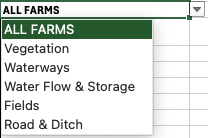 ALL FARMS
ALL FARMS
Vegetation
Waterways
Water Flow & Storage
Fields
Road & Ditch